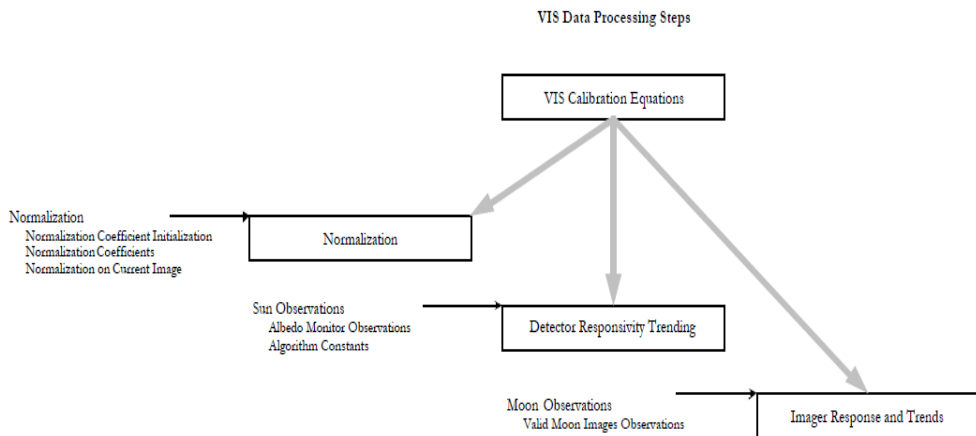 VIS Data Processing Steps
VIS Calibration Equations
Normalization
Normalization Coefficient Initialization
Normalization Coefficients
Normalization on Current Image
Normalization
Sun Observations
Albedo Monitor Observations
Algorithm Constants
Detector Responsivity Trending
Moon Observations
Valid Moon Images Observations
Imager Response and Trends